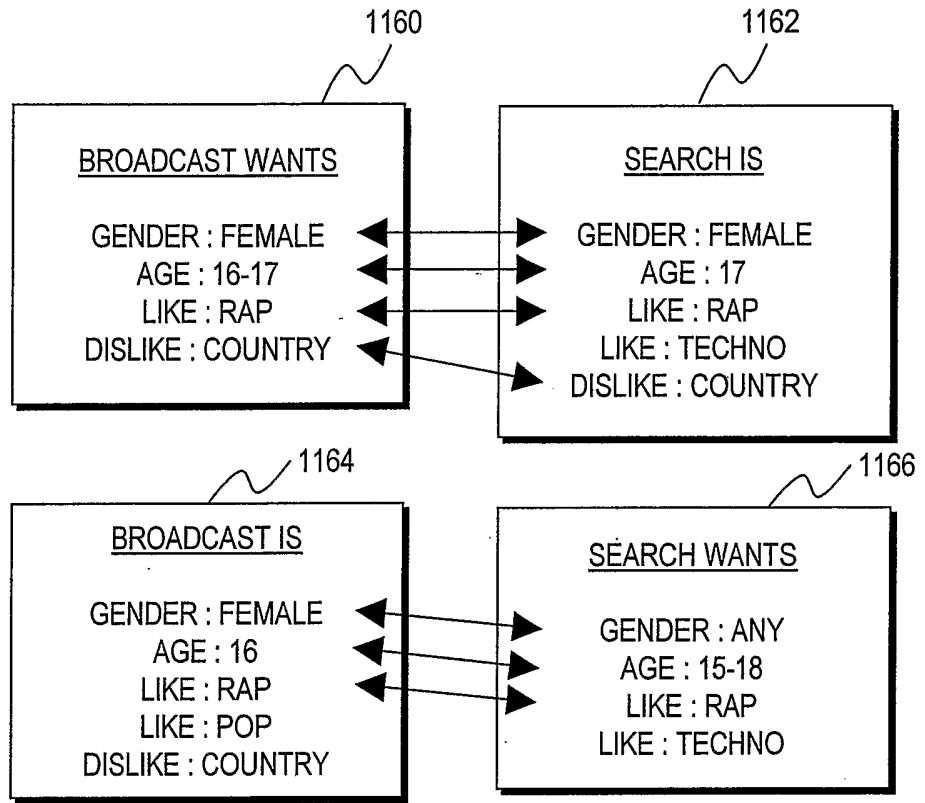 1160
1162
BROADCAST WANTS
GENDER : FEMALE
AGE : 16-17
LIKE : RAP
DISLIKE : COUNTRY
SEARCH IS
GENDER : FEMALE
AGE : 17
LIKE : RAP
LIKE : TECHNO
DISLIKE : COUNTRY
1164
1166
BROADCAST IS
GENDER : FEMALE
AGE : 16
LIKE : RAP
LIKE : POP
DISLIKE : COUNTRY
SEARCH WANTS
GENDER : ANY
AGE : 15-18
LIKE : RAP
LIKE : TECHNO